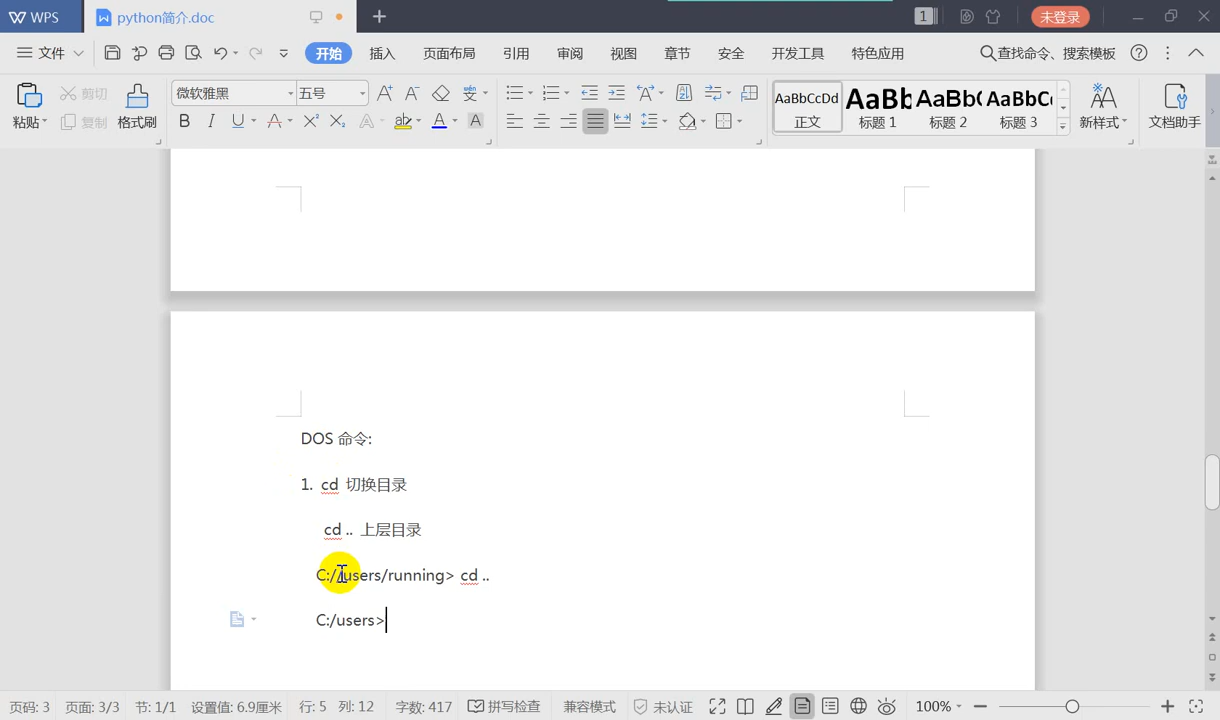 WPS python简介.doc 1 未登录
文件 开始 插入 页面布局 引用 审阅 视图 章节 安全 开发工具 特色应用 查找命令、搜索模板
粘贴 剪切 复制 格式刷 微软雅黑 五号 AaBbCcDd 正文 AaBb 标题 1 AaBb( 标题 2 AaBbC 标题 3 新样式 文档助手
DOS 命令:
1. cd 切换目录
cd .. 上层目录
C:/users/running> cd ..
C:/users>
页码: 3 页面: 3/3 节: 1/1 设置值: 6.9厘米 行: 5 列: 12 字数: 417 拼写检查 兼容模式 未认证 100%